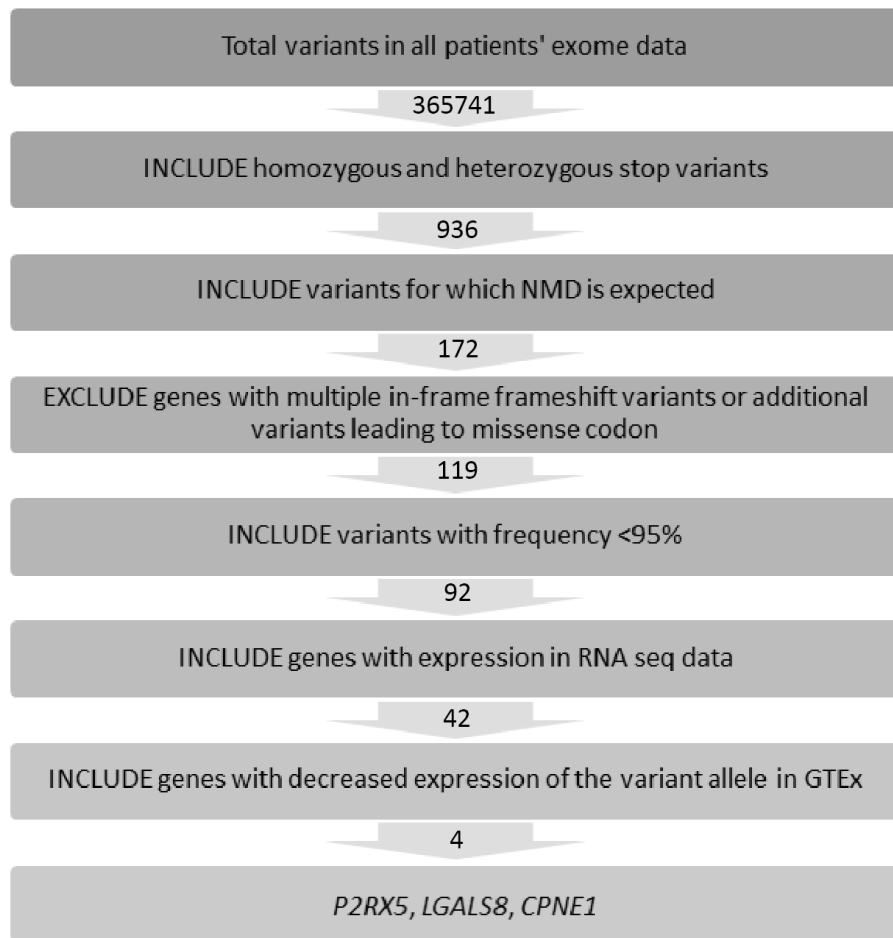 Total variants in all patients' exome data
365741
INCLUDE homozygous and heterozygous stop variants
936
INCLUDE variants for which NMD is expected
172
EXCLUDE genes with multiple in-frame frameshift variants or additional
variants leading to missense codon
119
INCLUDE variants with frequency <95%
92
INCLUDE genes with expression in RNA seq data
42
INCLUDE genes with decreased expression of the variant allele in GTEx
4
P2RX5, LGALS8, CPNE1